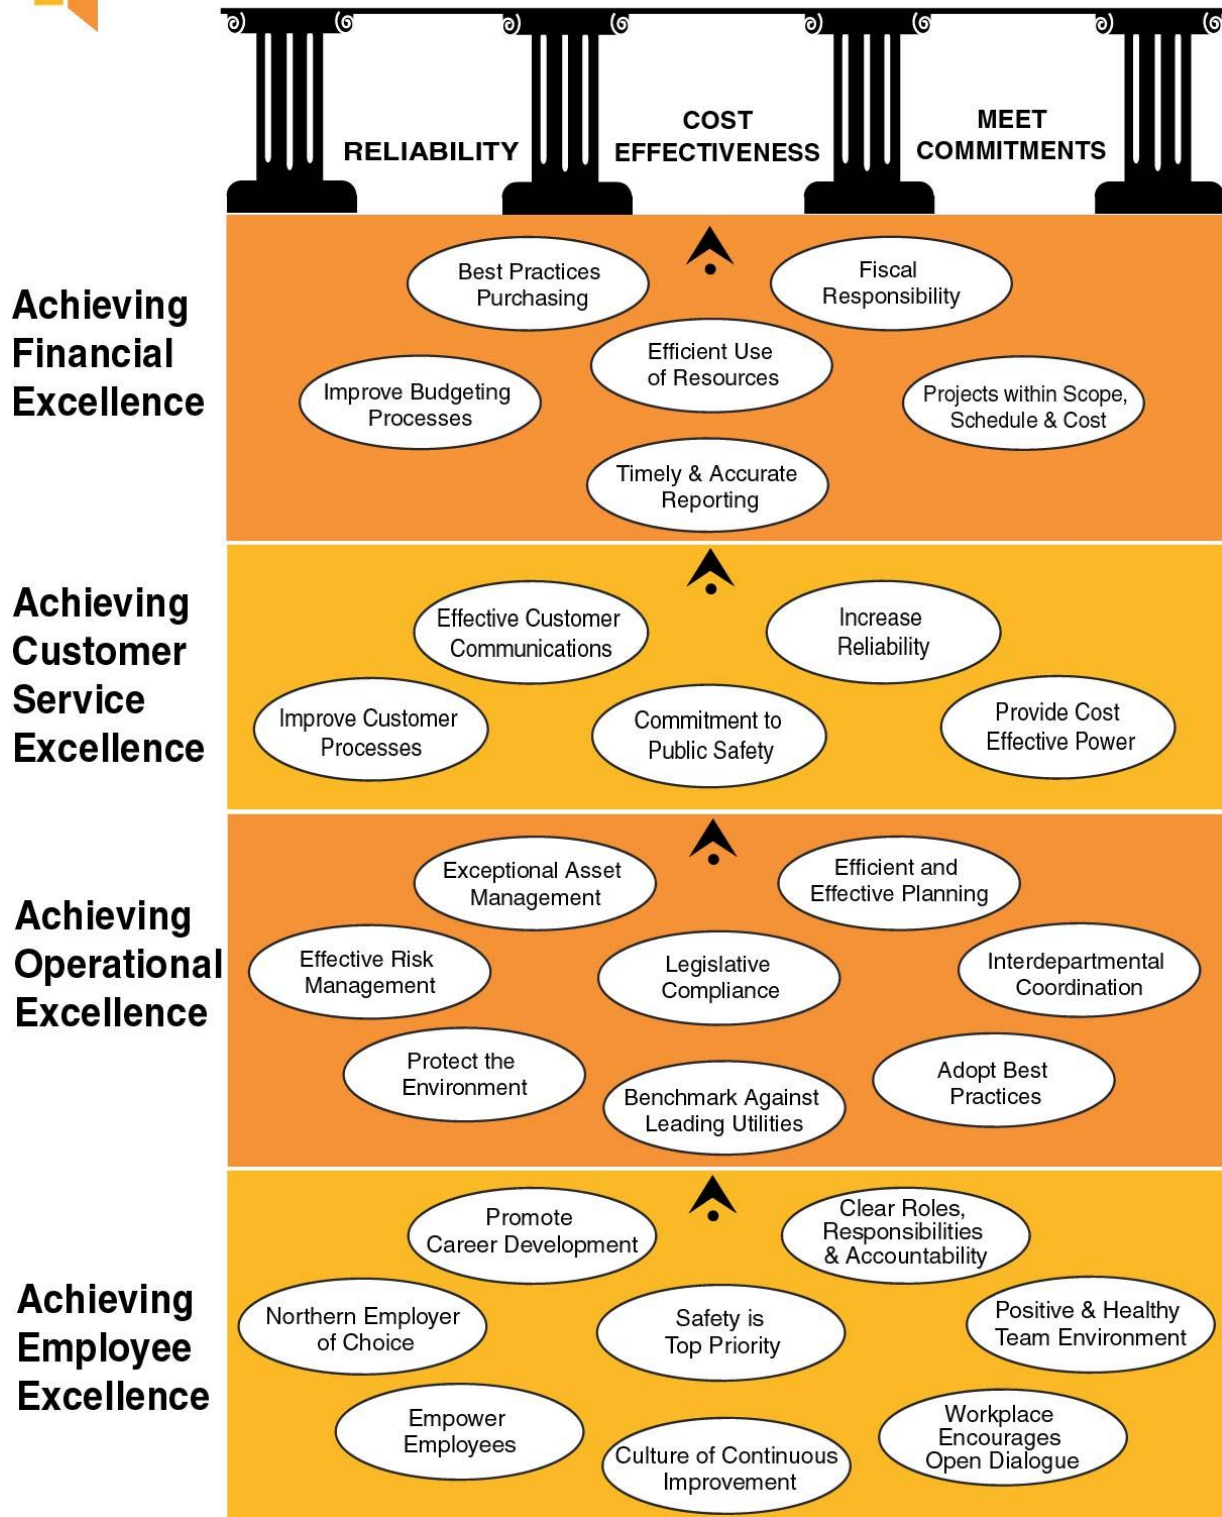 RELIABILITY
COST
EFFECTIVENESS
MEET
COMMITMENTS
Achieving
Financial
Excellence
Best Practices
Purchasing
Fiscal
Responsibility
Efficient Use
of Resources
Improve Budgeting
Processes
Projects within Scope,
Schedule & Cost
Timely & Accurate
Reporting
Achieving
Customer
Service
Excellence
Effective Customer
Communications
Increase
Reliability
Improve Customer
Processes
Commitment to
Public Safety
Provide Cost
Effective Power
Achieving
Operational
Excellence
Exceptional Asset
Management
Efficient and
Effective Planning
Effective Risk
Management
Legislative
Compliance
Interdepartmental
Coordination
Protect the
Environment
Benchmark Against
Leading Utilities
Adopt Best
Practices
Achieving
Employee
Excellence
Promote
Career Development
Clear Roles,
Responsibilities
& Accountability
Northern Employer
of Choice
Safety is
Top Priority
Positive & Healthy
Team Environment
Empower
Employees
Culture of Continuous
Improvement
Workplace
Encourages
Open Dialogue